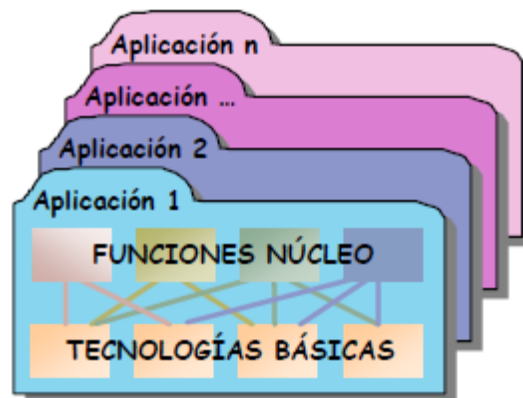 Aplicación n
Aplicación ...
Aplicación 2
Aplicación 1
FUNCIONES NÚCLEO
TECNOLOGÍAS BÁSICAS